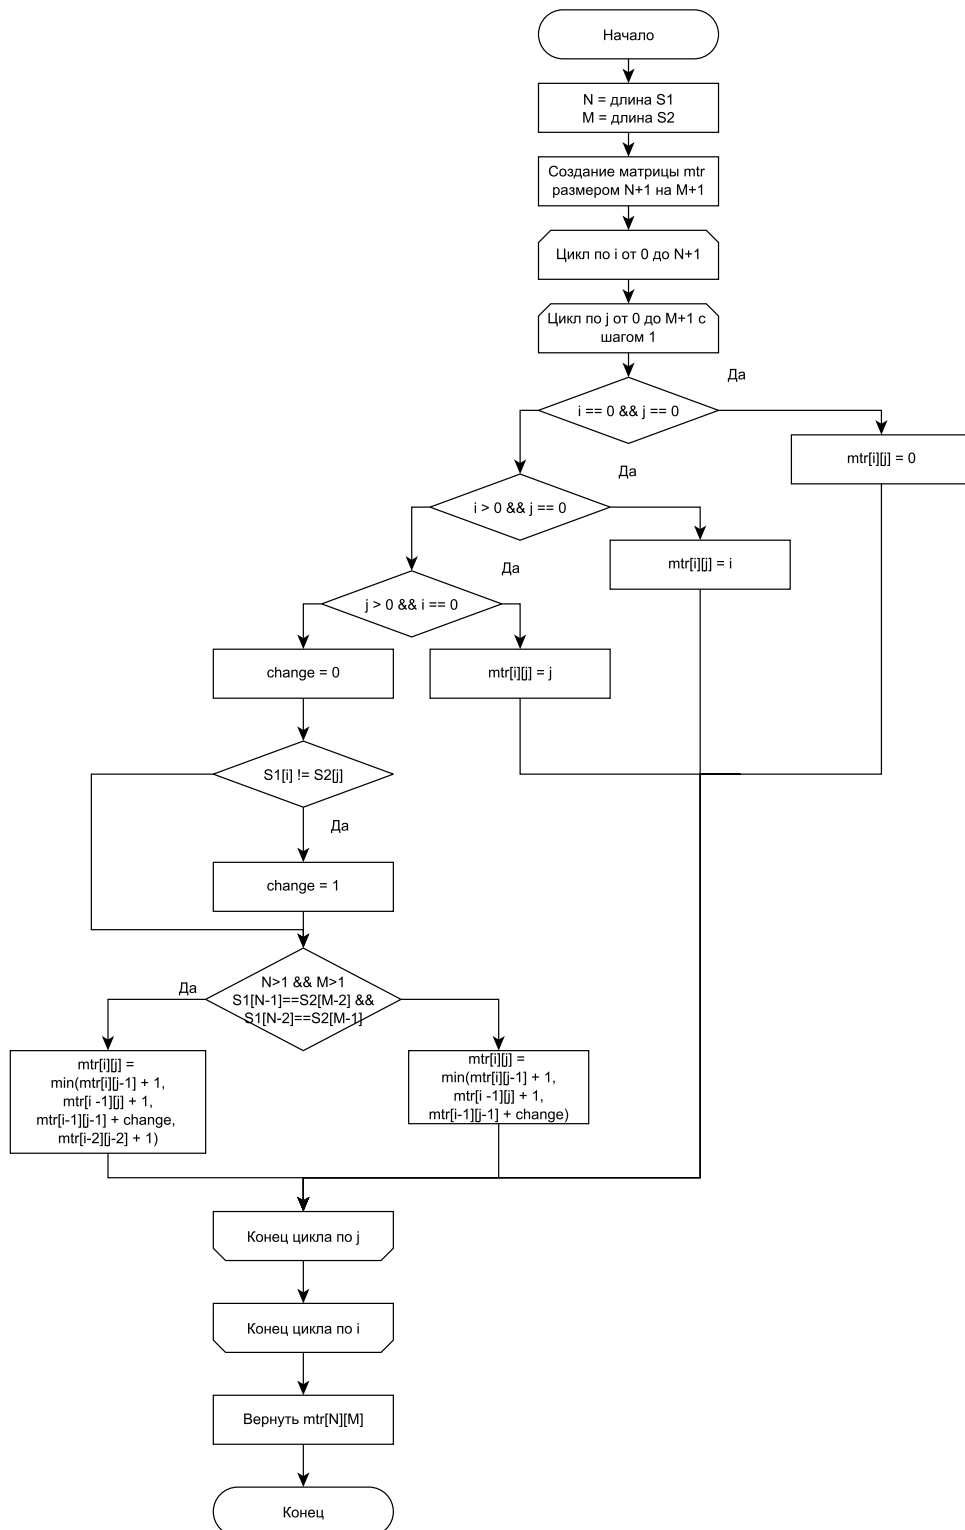 Начало
N = длина S1
M = длина S2
Создание матрицы mtr
размером N+1 на M+1
Цикл по i от 0 до N+1
Цикл по j от 0 до M+1 с
шагом 1
Да
i == 0 && j == 0
mtr[i][j] = 0
Да
i > 0 && j == 0
mtr[i][j] = i
Да
j > 0 && i == 0
change = 0
mtr[i][j] = j
S1[i] != S2[j]
Да
change = 1
Да
N>1 && M>1
S1[N-1]==S2[M-2] &&
S1[N-2]==S2[M-1]
mtr[i][j] =
min(mtr[i][j-1] + 1,
mtr[i -1][j] + 1,
mtr[i-1][j-1] + change,
mtr[i-2][j-2] + 1)
mtr[i][j] =
min(mtr[i][j-1] + 1,
mtr[i -1][j] + 1,
mtr[i-1][j-1] + change)
Конец цикла по j
Конец цикла по i
Вернуть mtr[N][M]
Конец